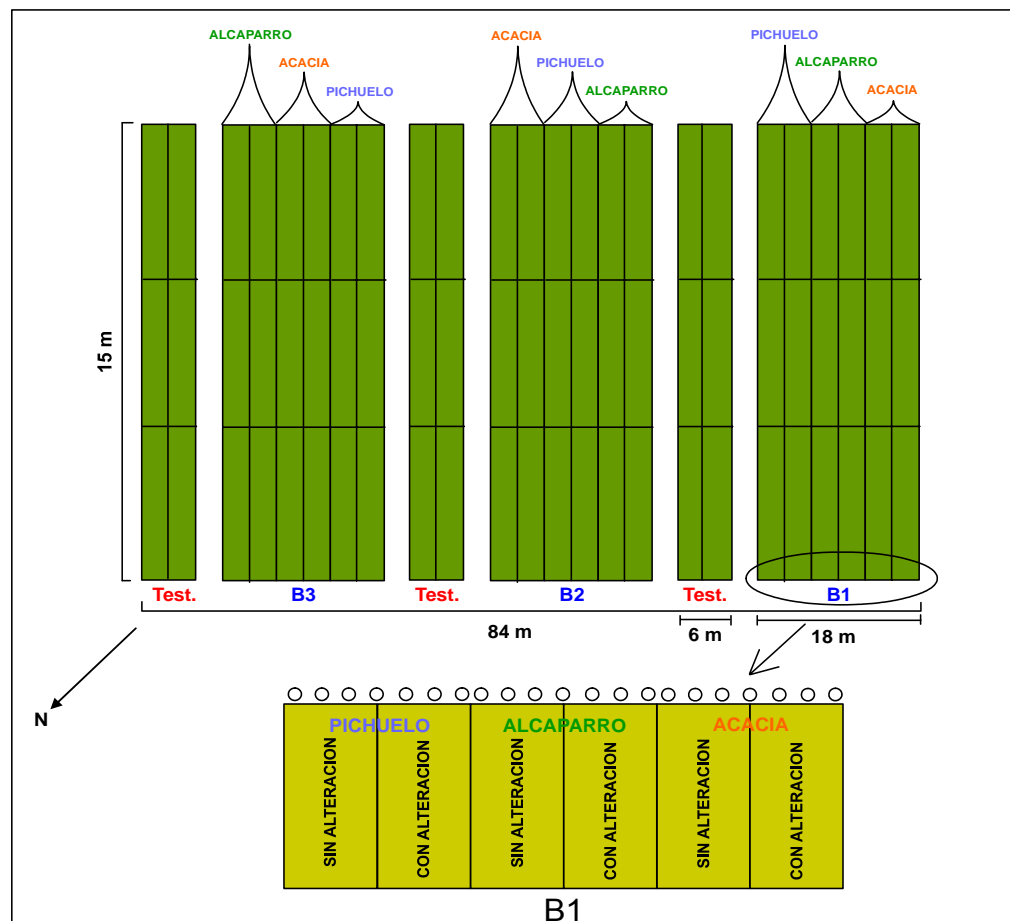 ALCAPARRO
ACACIA
PICHUELO
ACACIA
PICHUELO
ALCAPARRO
PICHUELO
ALCAPARRO
ACACIA
15 m
Test.
B3
Test.
B2
Test.
B1
84 m
6 m
18 m
N
PICHUELO
ALCAPARRO
ACACIA
SIN ALTERACION
CON ALTERACION
SIN ALTERACION
CON ALTERACION
SIN ALTERACION
CON ALTERACION
B1